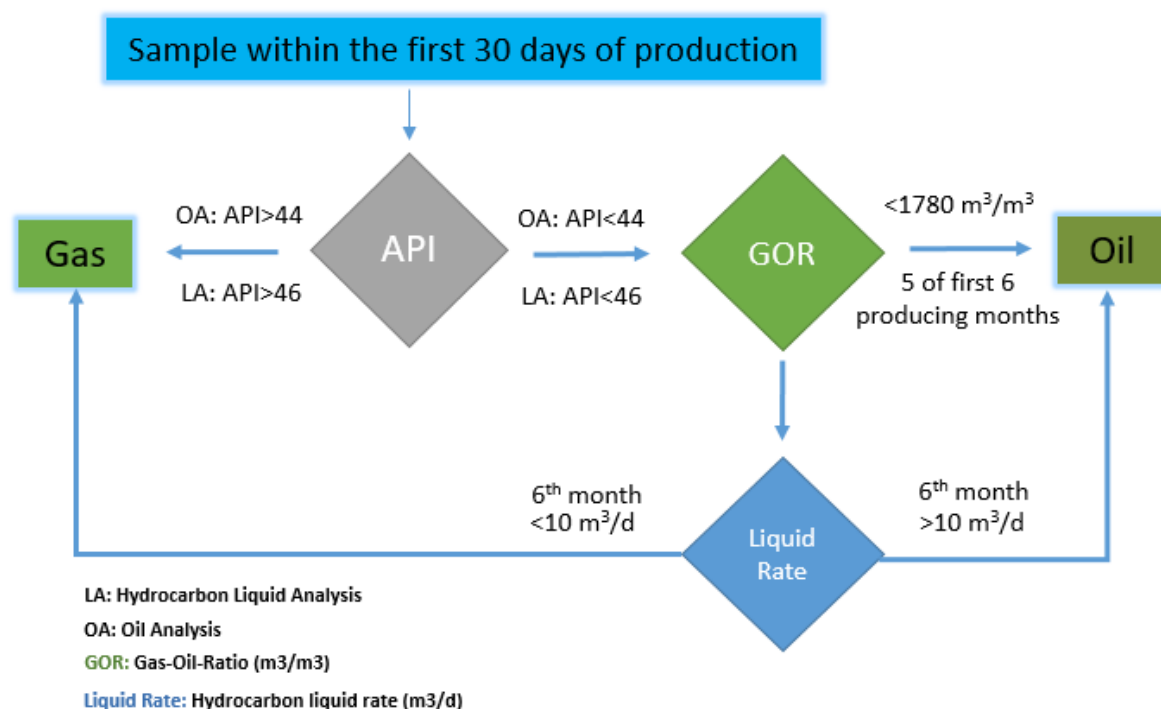 Sample within the first 30 days of production
OA: API>44
LA: API>46
Gas
API
OA: API<44
LA: API<46
GOR
<1780 m³/m³
5 of first 6
producing months
Oil
6th month
<10 m³/d
Liquid
Rate
6th month
>10 m³/d
LA: Hydrocarbon Liquid Analysis
OA: Oil Analysis
GOR: Gas-Oil-Ratio (m3/m3)
Liquid Rate: Hydrocarbon liquid rate (m3/d)